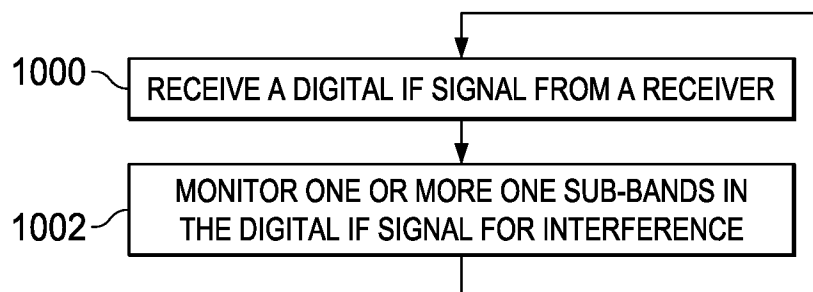 1000
RECEIVE A DIGITAL IF SIGNAL FROM A RECEIVER
1002
MONITOR ONE OR MORE ONE SUB-BANDS IN
THE DIGITAL IF SIGNAL FOR INTERFERENCE